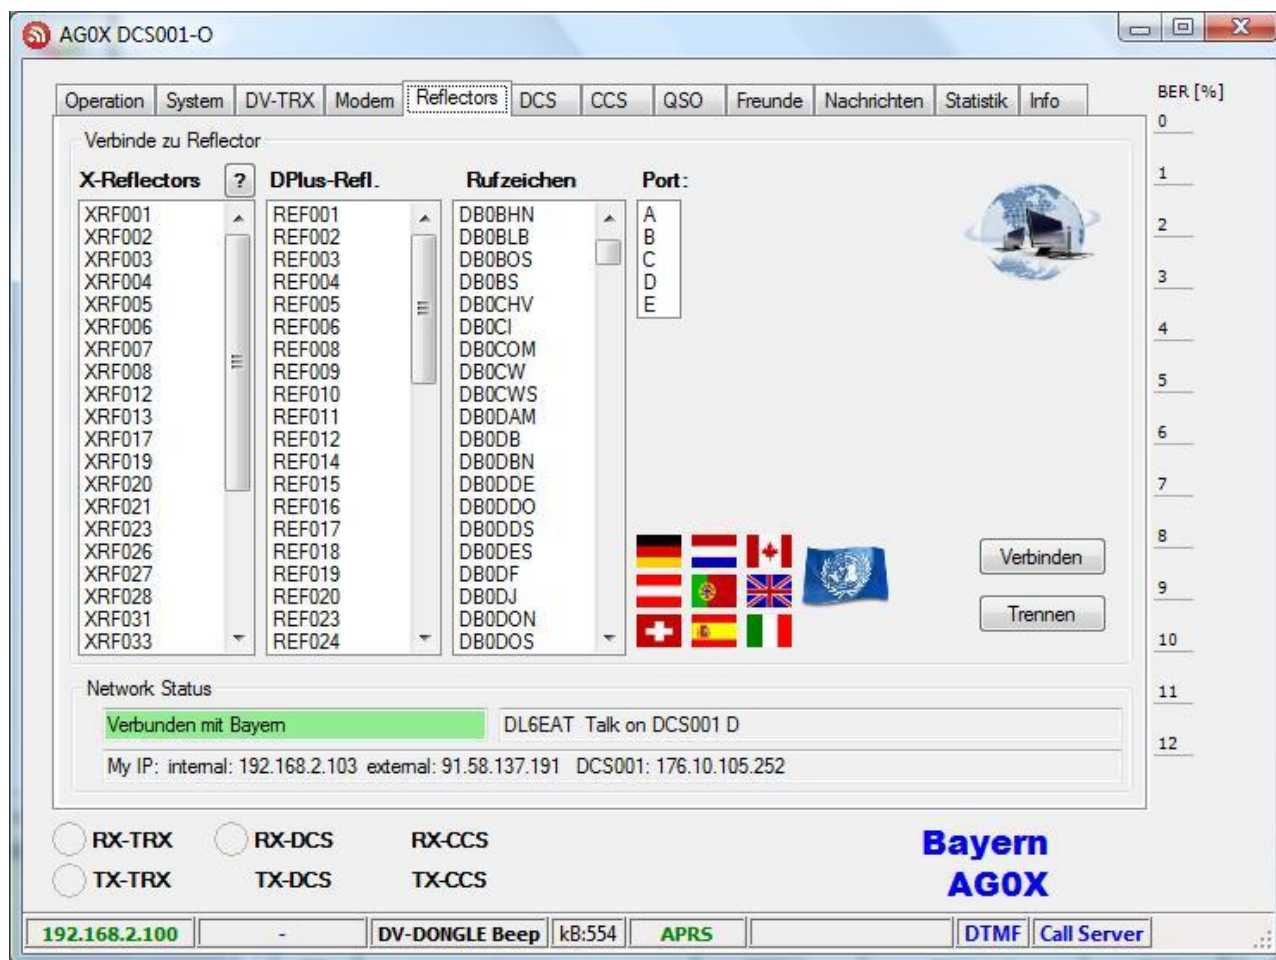 AG0X DCS001-O
Operation System DV-TRX Modem Reflectors DCS CCS QSO Freunde Nachrichten Statistik Info
Verbinde zu Reflector
X-Reflectors ? DPlus-Refl. Rufzeichen Port:
XRF001 REF001 DB0BHN A
XRF002 REF002 DB0BLB B
XRF003 REF003 DB0BOS C
XRF004 REF004 DB0BS D
XRF005 REF005 DB0CHV E
XRF006 REF006 DB0CI
XRF007 REF008 DB0COM
XRF008 REF009 DB0CW
XRF012 REF010 DB0CWS
XRF013 REF011 DB0DAM
XRF017 REF012 DB0DB
XRF019 REF014 DB0DBN
XRF020 REF015 DB0DDE
XRF021 REF016 DB0DDO
XRF023 REF017 DB0DDS
XRF026 REF018 DB0DES
XRF027 REF019 DB0DF
XRF028 REF020 DB0DJ
XRF031 REF023 DB0DON
XRF033 REF024 DB0DOS
Verbinden
Trennen
BER [%]
0
1
2
3
4
5
6
7
8
9
10
11
12
Network Status
Verbunden mit Bayern DL6EAT Talk on DCS001 D
My IP: internal: 192.168.2.103 external: 91.58.137.191 DCS001: 176.10.105.252
RX-TRX RX-DCS RX-CCS
TX-TRX TX-DCS TX-CCS
Bayern
AG0X
192.168.2.100 - DV-DONGLE Beep kB:554 APRS DTMF Call Server